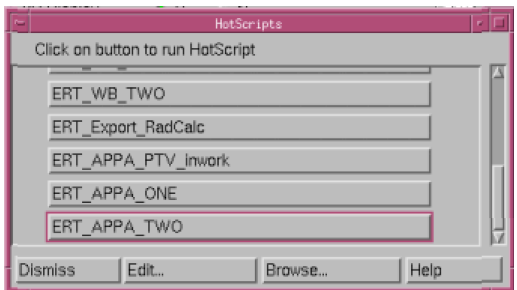 HotScripts
Click on button to run HotScript
ERT_WB_TWO
ERT_Export_RadCalc
ERT_APPA_PTV_inwork
ERT_APPA_ONE
ERT_APPA_TWO
Dismiss Edit... Browse... Help